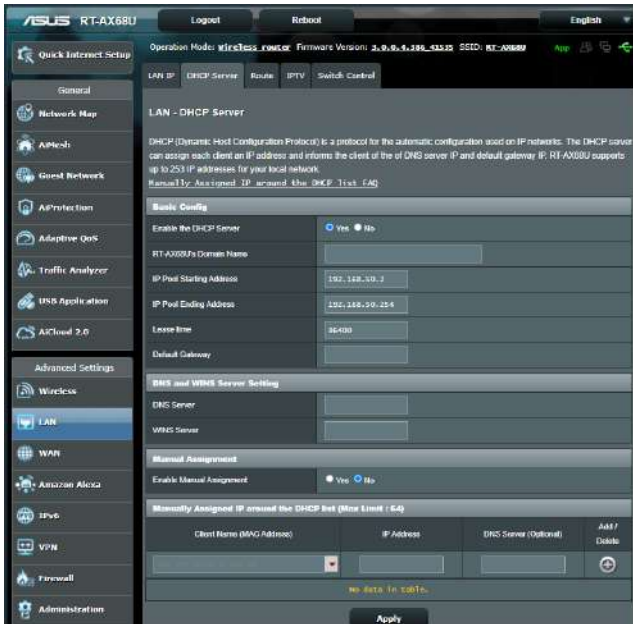 ASUS RT-AX68U
Logout
Reboot
English
Quick Internet Setup
Operation Mode: Wireless router Firmware Version: 3.0.0.4.386_41535 SSID: RT-AX68U
App
LAN IP
DHCP Server
Route
IPTV
Switch Control
General
Network Map
AiMesh
Guest Network
AiProtection
Adaptive QoS
Traffic Analyzer
USB Application
AiCloud 2.0
Advanced Settings
Wireless
LAN
WAN
Amazon Alexa
IPv6
VPN
Firewall
Administration
LAN - DHCP Server
DHCP (Dynamic Host Configuration Protocol) is a protocol for the automatic configuration used on IP networks. The DHCP server
can assign each client an IP address and informs the client of the of DNS server IP and default gateway IP. RT-AX68U supports
up to 253 IP addresses for your local network.
Manually Assigned IP around the DHCP list FAQ
Basic Config
Enable the DHCP Server
Yes No
RT-AX68U's Domain Name
IP Pool Starting Address
192.168.50.2
IP Pool Ending Address
192.168.50.254
Lease time
86400
Default Gateway
DNS and WINS Server Setting
DNS Server
WINS Server
Manual Assignment
Enable Manual Assignment
Yes No
Manually Assigned IP around the DHCP list (Max Limit : 64)
Client Name (MAC Address)
IP Address
DNS Server (Optional)
Add / Delete
No data in table.
Apply